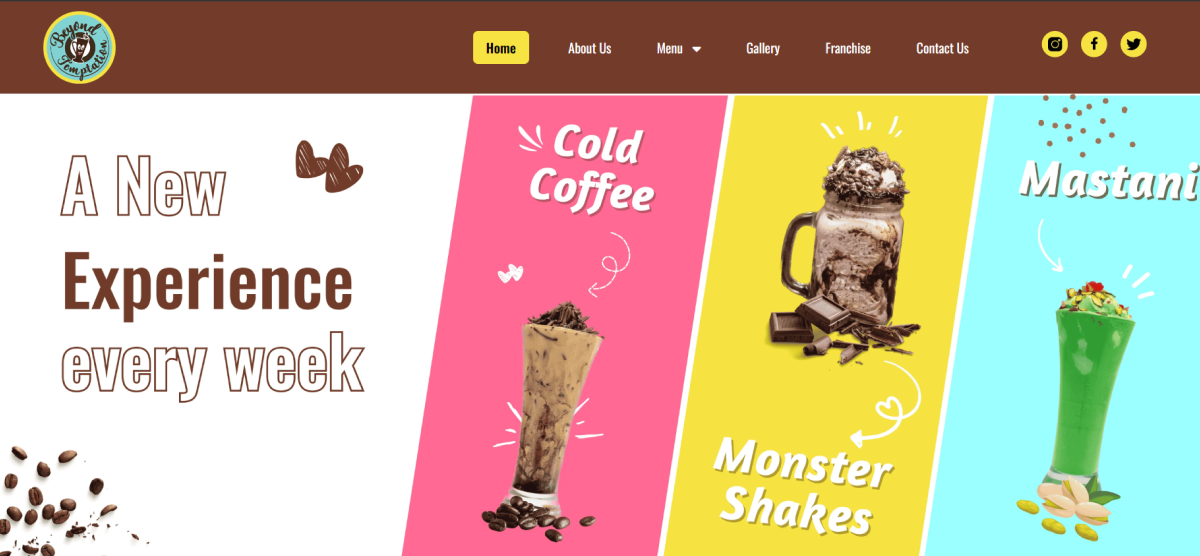 Beyond
Temptation
Home
About Us
Menu
Gallery
Franchise
Contact Us
A New
Experience
every week
Cold
Coffee
Monster
Shakes
Mastani